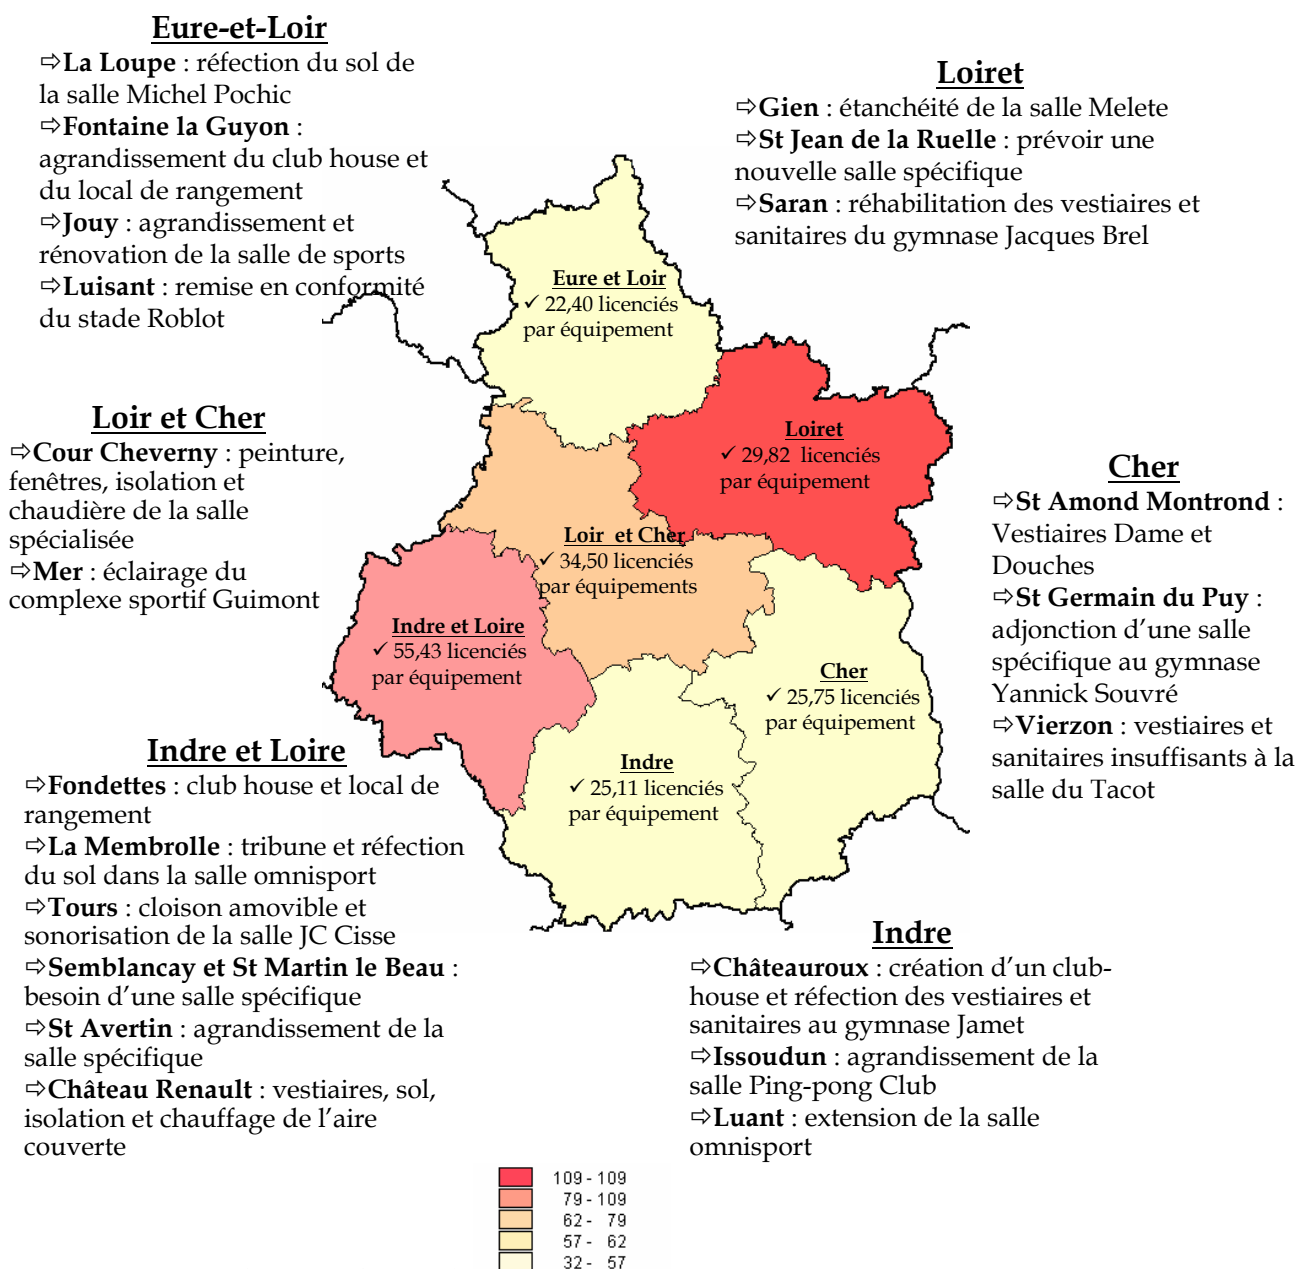 Eure-et-Loir
⇨La Loupe : réfection du sol de
la salle Michel Pochic
⇨Fontaine la Guyon :
agrandissement du club house et
du local de rangement
⇨Jouy : agrandissement et
rénovation de la salle de sports
⇨Luisant : remise en conformité
du stade Roblot
Loiret
⇨Gien : étanchéité de la salle Melete
⇨St Jean de la Ruelle : prévoir une
nouvelle salle spécifique
⇨Saran : réhabilitation des vestiaires et
sanitaires du gymnase Jacques Brel
Eure et Loir
✓ 22,40 licenciés
par équipement
Loiret
✓ 29,82 licenciés
par équipement
Loir et Cher
✓ 34,50 licenciés
par équipements
Indre et Loire
✓ 55,43 licenciés
par équipement
Cher
✓ 25,75 licenciés
par équipement
Indre
✓ 25,11 licenciés
par équipement
Loir et Cher
⇨Cour Cheverny : peinture,
fenêtres, isolation et
chaudière de la salle
spécialisée
⇨Mer : éclairage du
complexe sportif Guimont
Cher
⇨St Amond Montrond :
Vestiaires Dame et
Douches
⇨St Germain du Puy :
adjonction d’une salle
spécifique au gymnase
Yannick Souvré
⇨Vierzon : vestiaires et
sanitaires insuffisants à la
salle du Tacot
Indre et Loire
⇨Fondettes : club house et local de
rangement
⇨La Membrolle : tribune et réfection
du sol dans la salle omnisport
⇨Tours : cloison amovible et
sonorisation de la salle JC Cisse
⇨Semblancay et St Martin le Beau :
besoin d’une salle spécifique
⇨St Avertin : agrandissement de la
salle spécifique
⇨Château Renault : vestiaires, sol,
isolation et chauffage de l’aire
couverte
Indre
⇨Châteauroux : création d’un club-
house et réfection des vestiaires et
sanitaires au gymnase Jamet
⇨Issoudun : agrandissement de la
salle Ping-pong Club
⇨Luant : extension de la salle
omnisport
109 - 109
79 - 109
62 - 79
57 - 62
32 - 57